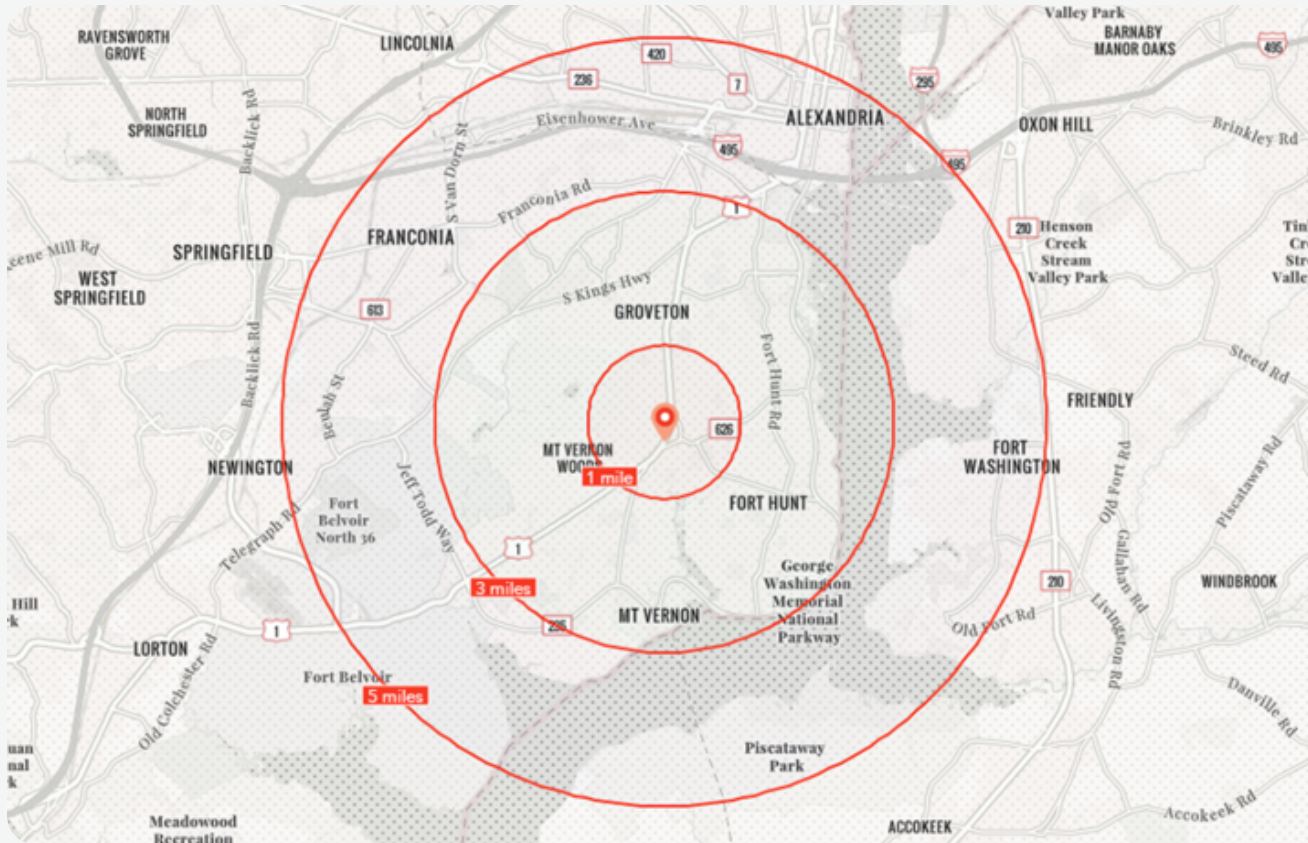 Valley Park
RAVENSWORTH
GROVE
LINCOLNIA
420
BARNABY
MANOR OAKS
495
236
7
295
NORTH
SPRINGFIELD
Backlick Rd
Eisenhower Ave
ALEXANDRIA
OXON HILL
Brinkley Rd
495
495
S Van Dorn St
Franconia Rd
1
FRANCONIA
210
Henson
Creek
Stream
Valley Park
SPRINGFIELD
WEST
SPRINGFIELD
S Kings Hwy
613
GROVETON
Backlick Rd
Fort Hunt Rd
Steed Rd
Beulah St
FRIENDLY
626
MT VERNON
WOODS
1 mile
FORT
WASHINGTON
NEWINGTON
Jeff Todd Way
Old Fort Rd
Piscataway Rd
Fort
Belvoir
North 36
FORT HUNT
Telegraph Rd
1
Gallahan Rd
George
Washington
Memorial
National
Parkway
3 miles
210
WINDBROOK
Hill
Livingston Rd
MT VERNON
235
Old Fort Rd
1
LORTON
Old Colchester Rd
Fort Belvoir
5 miles
Danville Rd
Piscataway
Park
Accokeek Rd
Meadowood
Recreation
ACCOKEEK